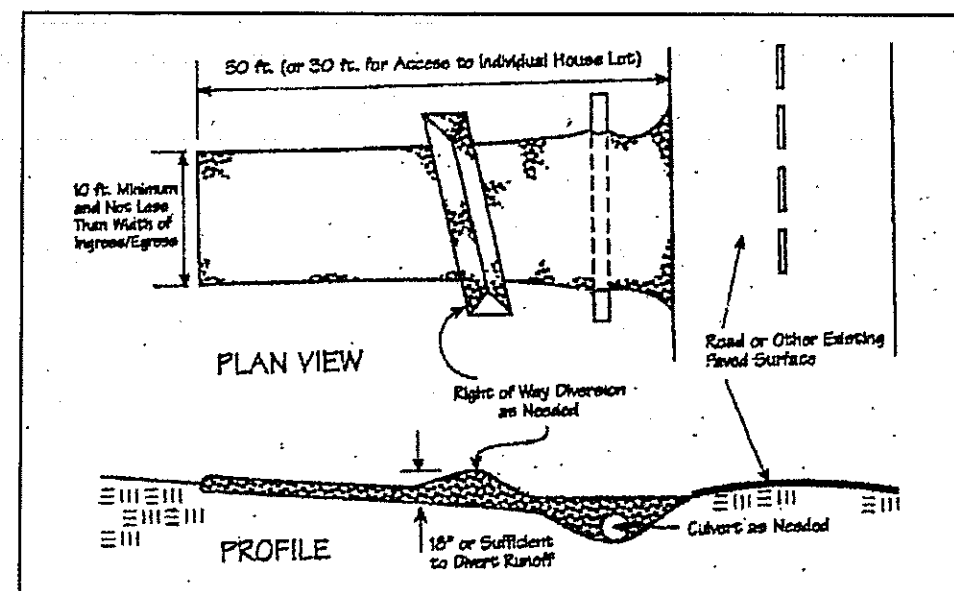 50 ft. (or 30 ft. for Access to Individual House Lot)
10 ft. Minimum
and Not Less
Than Width of
Ingress/Egress
PLAN VIEW
Right of Way Diversion
as Needed
Road or Other Existing
Paved Surface
Culvert as Needed
18" or Sufficient
to Divert Runoff
PROFILE